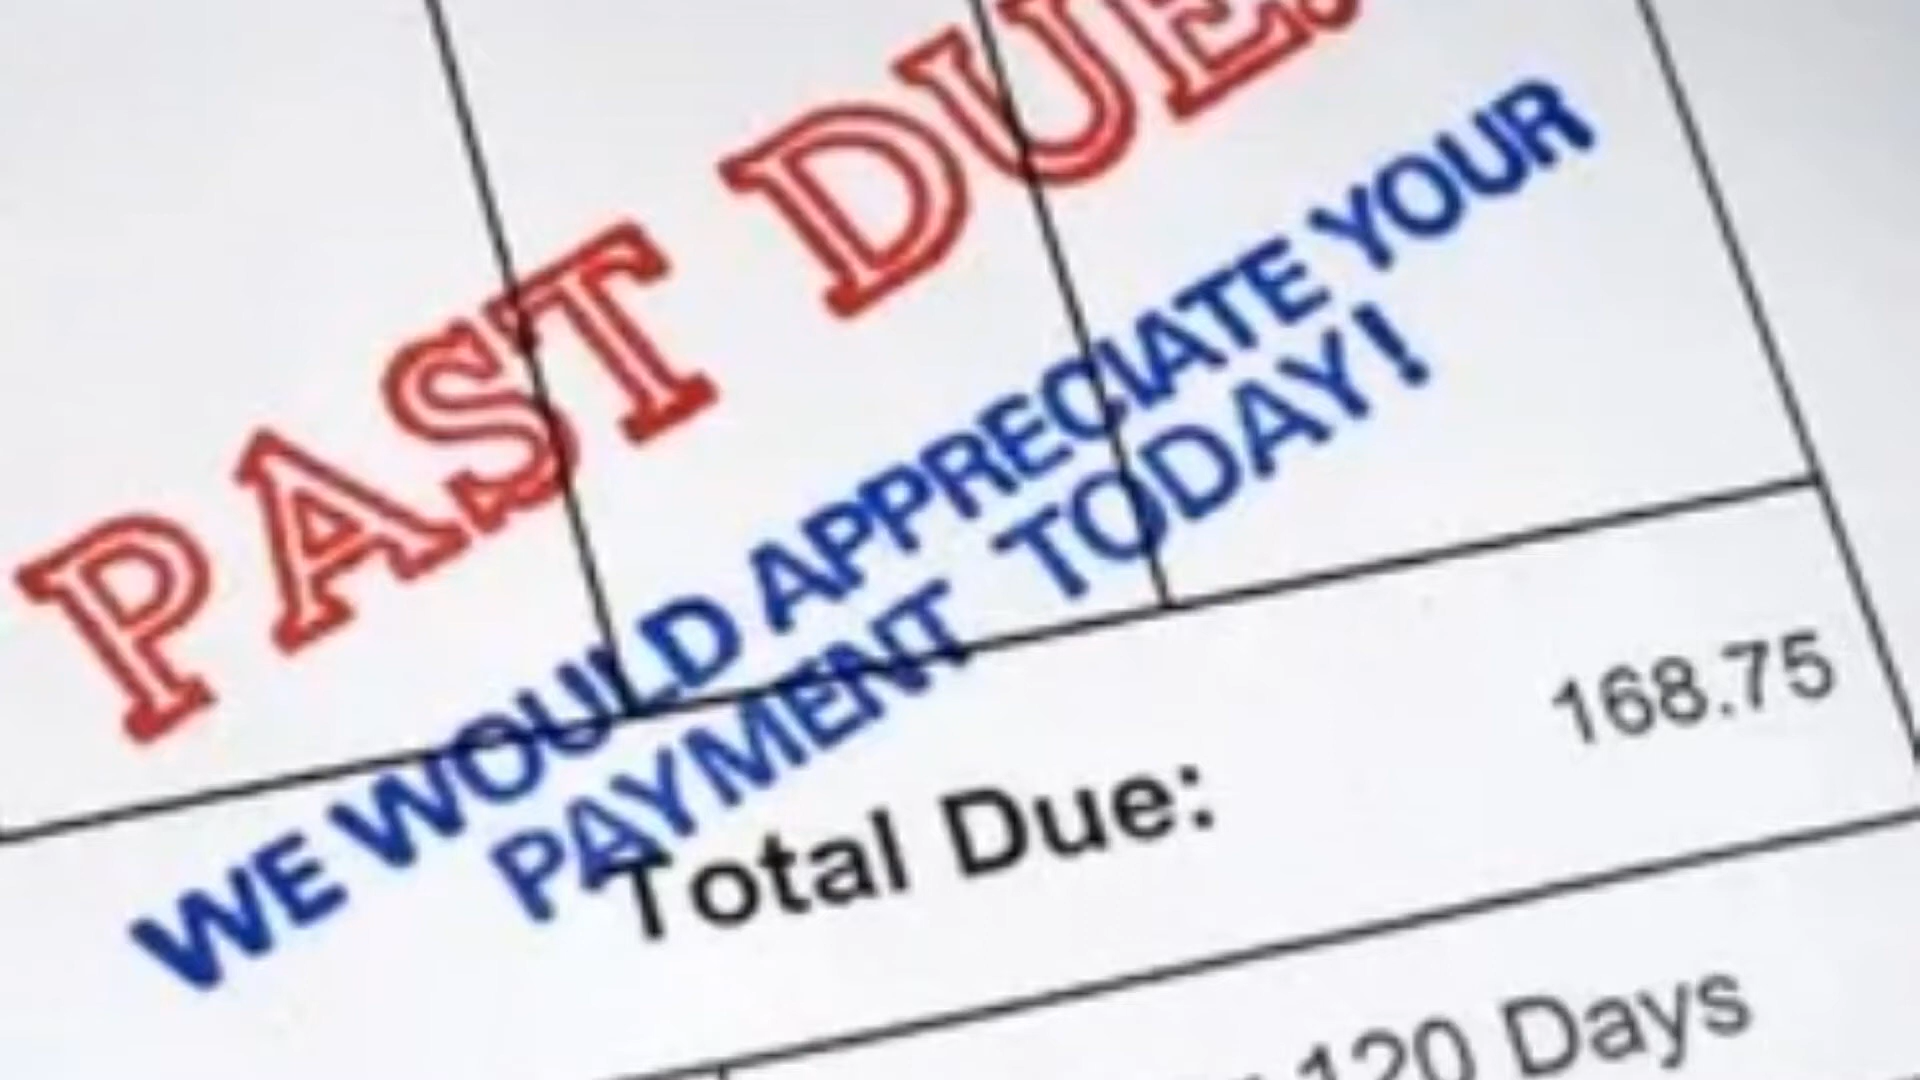 PAST DUE
WE WOULD APPRECIATE YOUR
PAYMENT TODAY!
Total Due: 168.75
120 Days